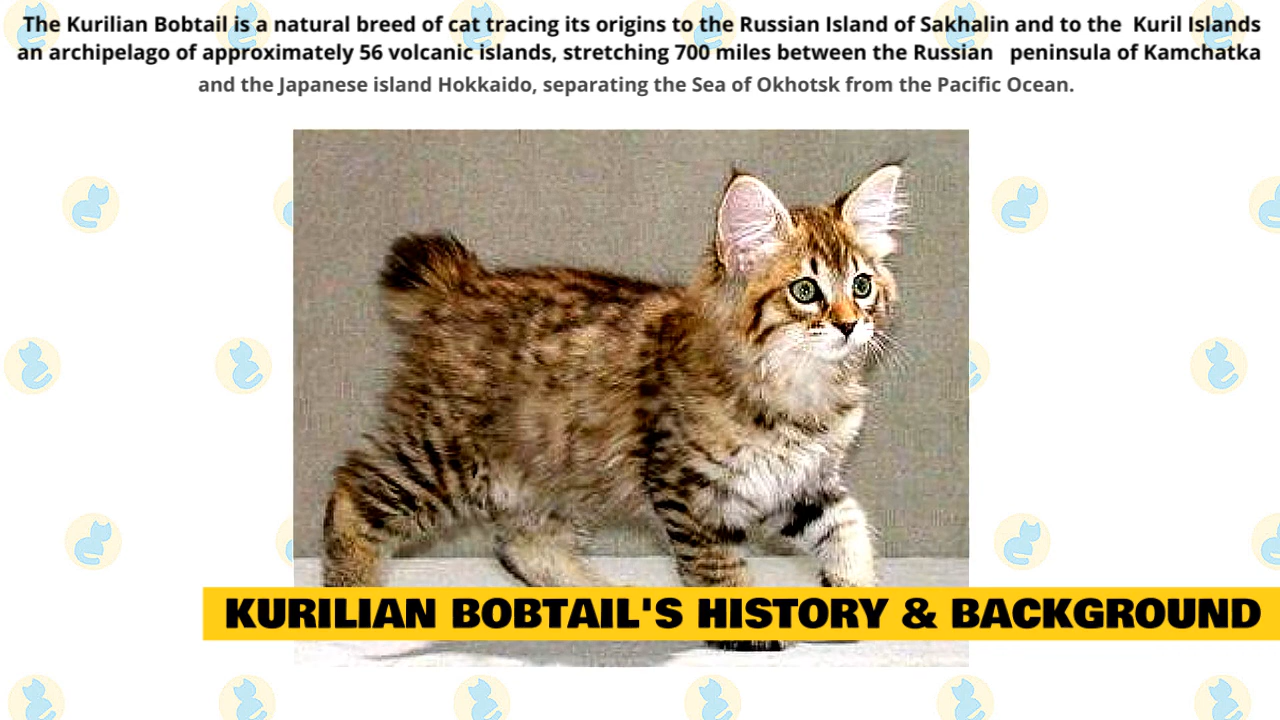 The Kurilian Bobtail is a natural breed of cat tracing its origins to the Russian Island of Sakhalin and to the Kuril Islands
an archipelago of approximately 56 volcanic islands, stretching 700 miles between the Russian peninsula of Kamchatka
and the Japanese island Hokkaido, separating the Sea of Okhotsk from the Pacific Ocean.
KURILIAN BOBTAIL'S HISTORY & BACKGROUND